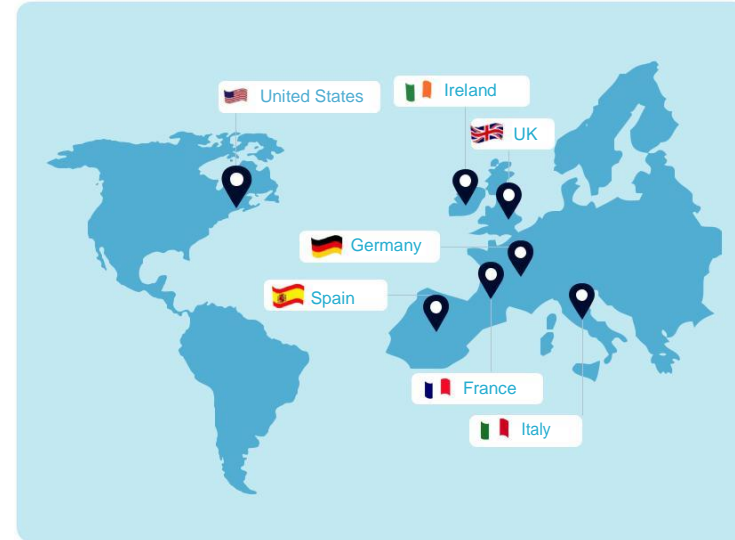 United States
Ireland
UK
Germany
Spain
France
Italy